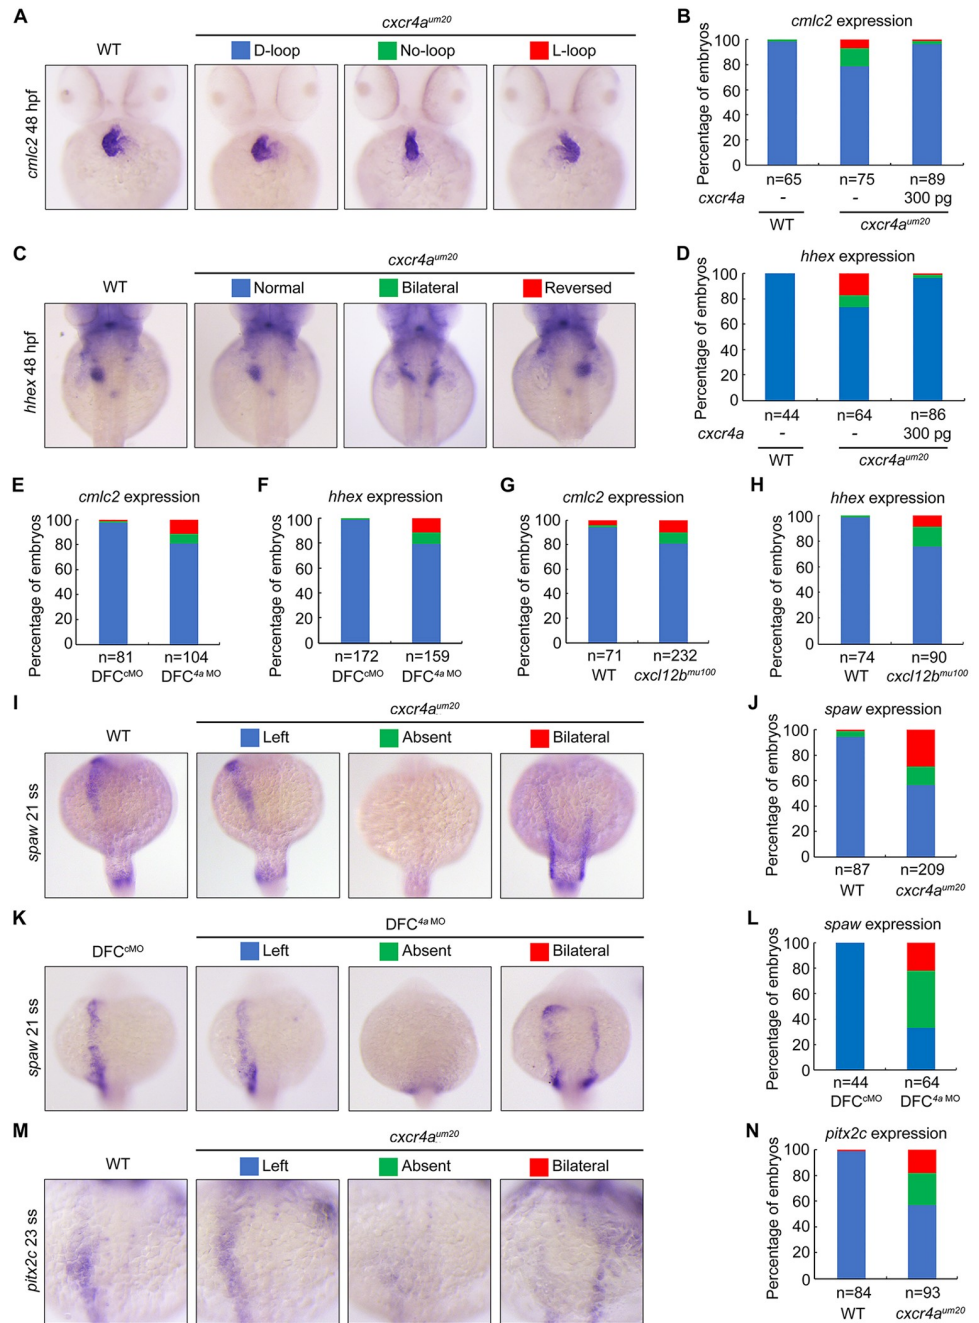 A
cxcr4a^um20
WT
D-loop
No-loop
L-loop
cmlc2 48 hpf
B
cmlc2 expression
Percentage of embryos
100
80
60
40
20
0
n=65
n=75
n=89
cxcr4a
-
-
300 pg
WT
cxcr4a^um20
C
cxcr4a^um20
WT
Normal
Bilateral
Reversed
hhex 48 hpf
D
hhex expression
Percentage of embryos
100
80
60
40
20
0
n=44
n=64
n=86
cxcr4a
-
-
300 pg
WT
cxcr4a^um20
E
cmlc2 expression
Percentage of embryos
100
80
60
40
20
0
n=81
n=104
DFC^cMO
DFC^4a MO
F
hhex expression
Percentage of embryos
100
80
60
40
20
0
n=172
n=159
DFC^cMO
DFC^4a MO
G
cmlc2 expression
Percentage of embryos
100
80
60
40
20
0
n=71
n=232
WT
cxcl12b^mu100
H
hhex expression
Percentage of embryos
100
80
60
40
20
0
n=74
n=90
WT
cxcl12b^mu100
I
cxcr4a^um20
WT
Left
Absent
Bilateral
spaw 21 ss
J
spaw expression
Percentage of embryos
100
80
60
40
20
0
n=87
n=209
WT
cxcr4a^um20
K
DFC^4a MO
DFC^cMO
Left
Absent
Bilateral
spaw 21 ss
L
spaw expression
Percentage of embryos
100
80
60
40
20
0
n=44
n=64
DFC^cMO
DFC^4a MO
M
cxcr4a^um20
WT
Left
Absent
Bilateral
pitx2c 23 ss
N
pitx2c expression
Percentage of embryos
100
80
60
40
20
0
n=84
n=93
WT
cxcr4a^um20